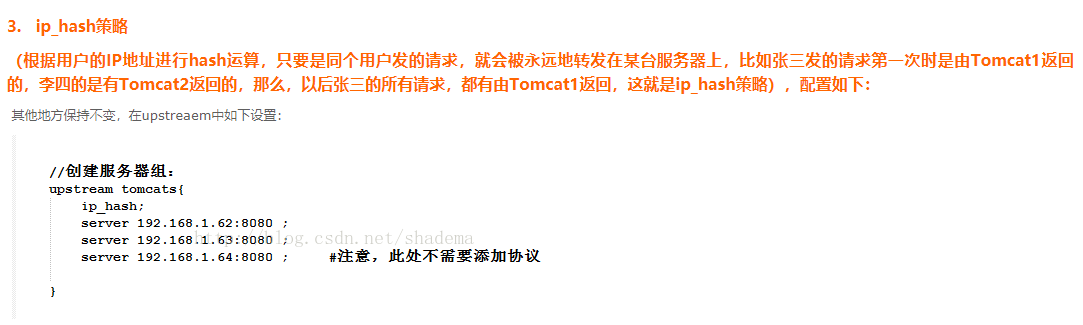 3. ip_hash策略
（根据用户的IP地址进行hash运算，只要是同个用户发的请求，就会被永远地转发在某台服务器上，比如张三发的请求第一次时是由Tomcat1返回
的，李四的是有Tomcat2返回的，那么，以后张三的所有请求，都有由Tomcat1返回，这就是ip_hash策略），配置如下：
其他地方保持不变，在upstreaem中如下设置：
//创建服务器组：
upstream tomcats{
ip_hash;
server 192.168.1.62:8080 ;
server 192.168.1.63:8080 ;
http://blog.csdn.net/shadema
server 192.168.1.64:8080 ; #注意，此处不需要添加协议
}